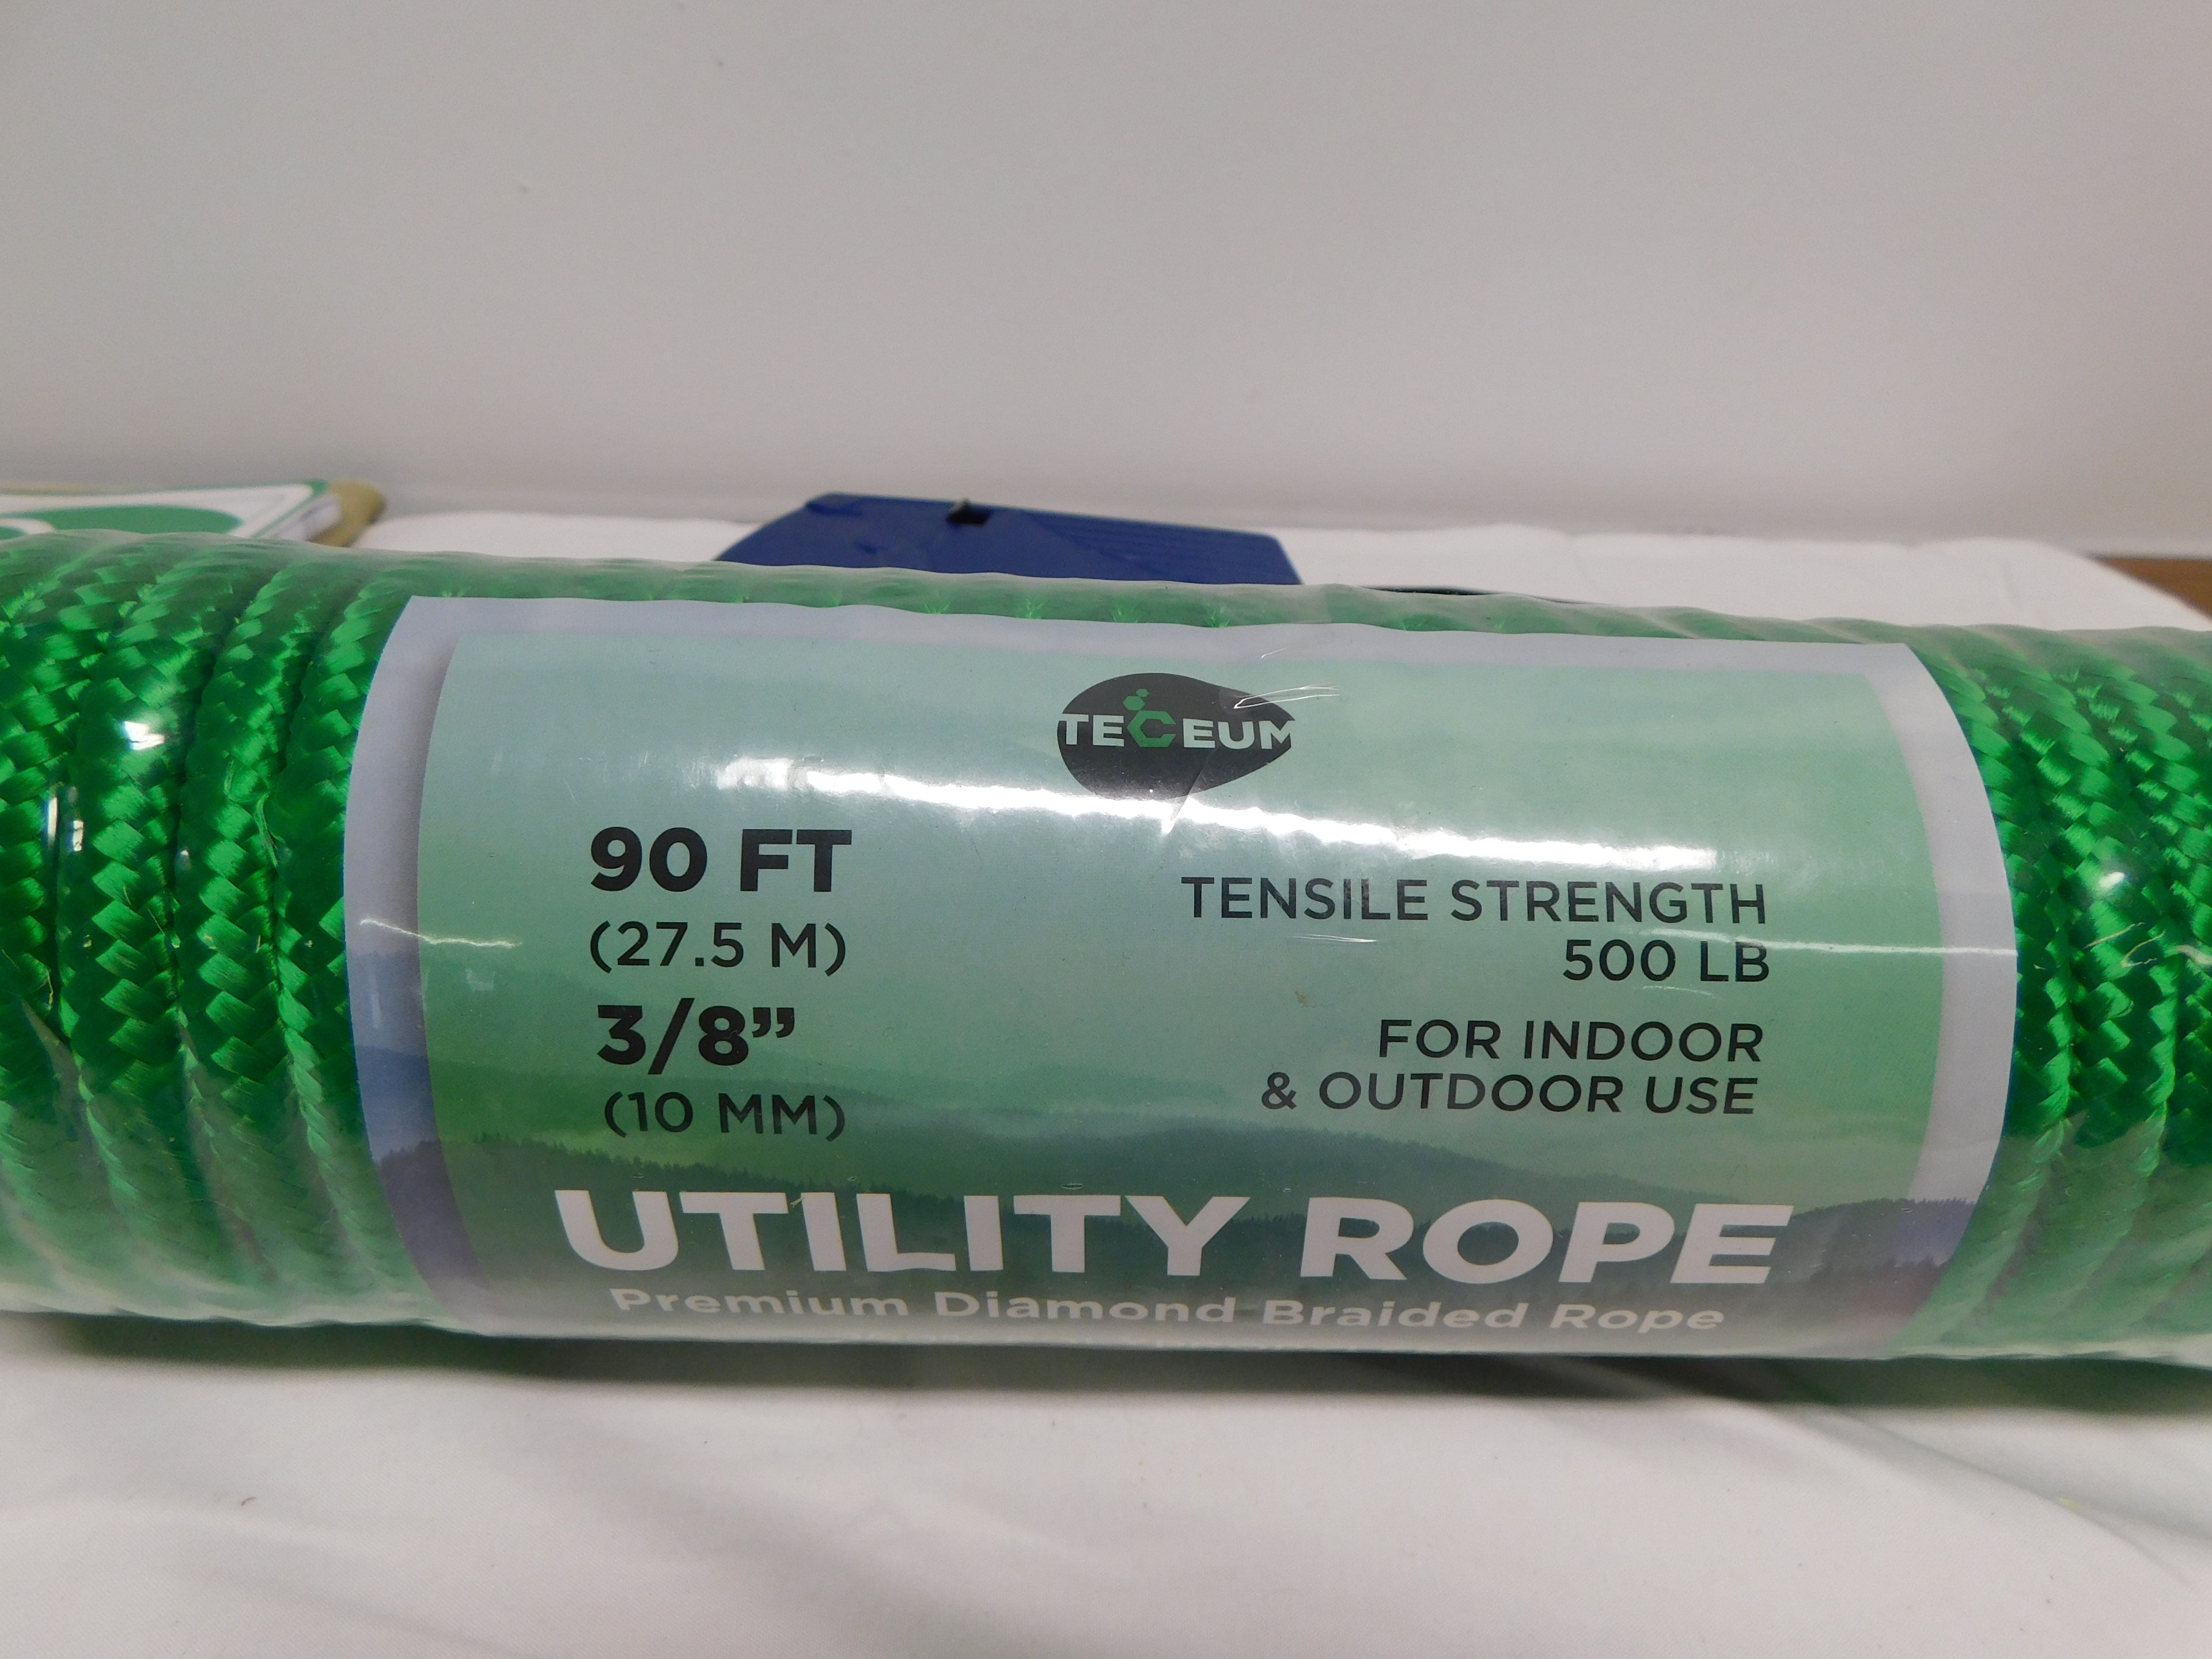 TECEUM
90 FT
(27.5 M)
3/8”
(10 MM)
TENSILE STRENGTH
500 LB
FOR INDOOR
& OUTDOOR USE
UTILITY ROPE
Premium Diamond Braided Rope